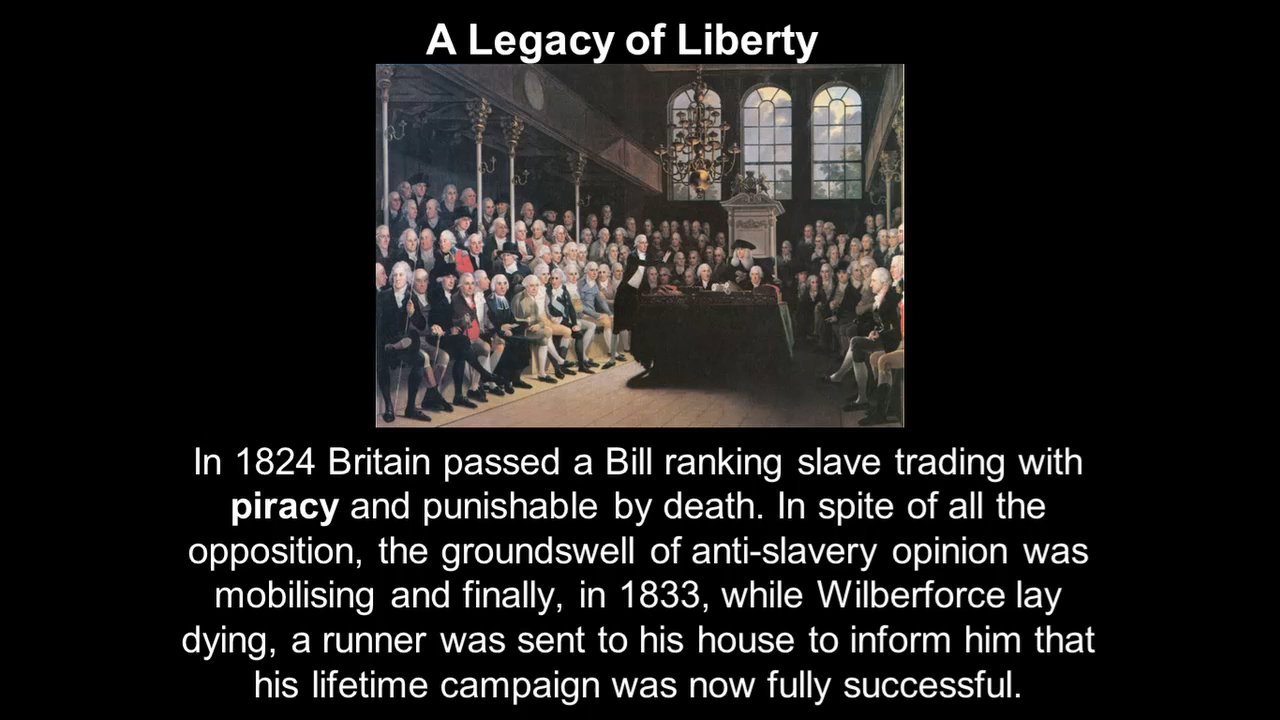 A Legacy of Liberty
In 1824 Britain passed a Bill ranking slave trading with
piracy and punishable by death. In spite of all the
opposition, the groundswell of anti-slavery opinion was
mobilising and finally, in 1833, while Wilberforce lay
dying, a runner was sent to his house to inform him that
his lifetime campaign was now fully successful.